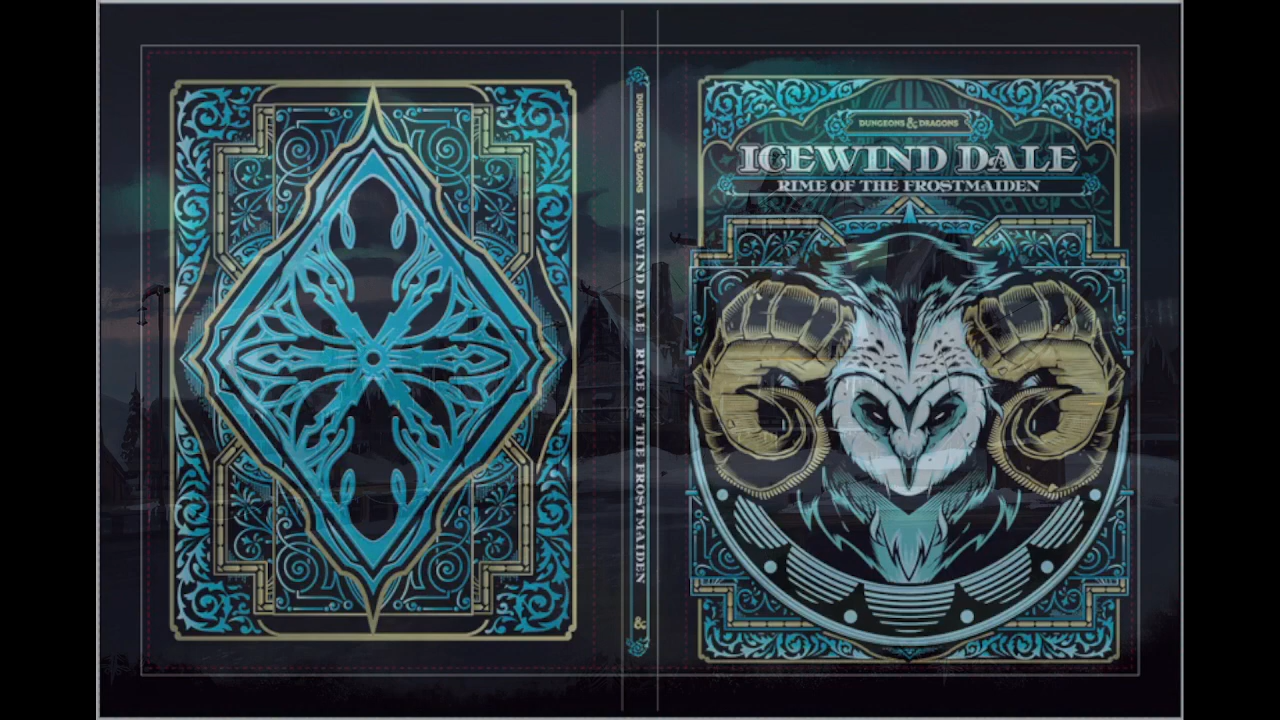 DUNGEONS & DRAGONS
ICEWIND DALE
RIME OF THE FROSTMAIDEN
DUNGEONS & DRAGONS ICEWIND DALE | RIME OF THE FROSTMAIDEN &